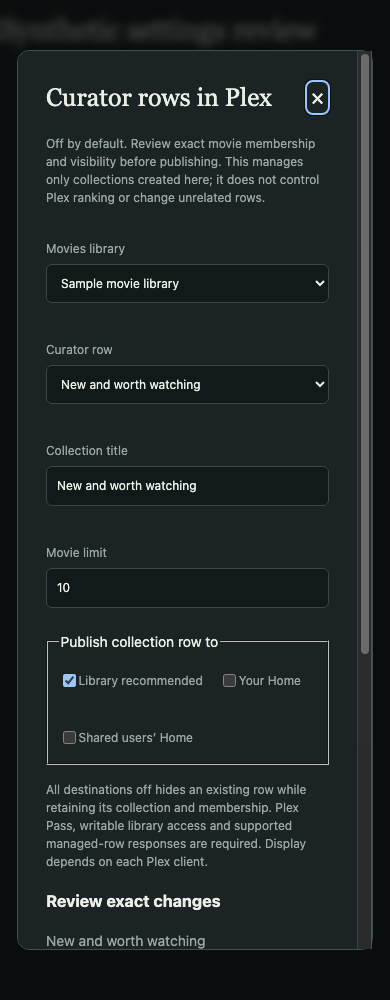 Synthetic settings review
Curator rows in Plex
×
Off by default. Review exact movie membership
and visibility before publishing. This manages
only collections created here; it does not control
Plex ranking or change unrelated rows.
Movies library
Sample movie library
Curator row
New and worth watching
Collection title
New and worth watching
Movie limit
10
Publish collection row to
Library recommended Your Home
Shared users’ Home
All destinations off hides an existing row while
retaining its collection and membership. Plex
Pass, writable library access and supported
managed-row responses are required. Display
depends on each Plex client.
Review exact changes
New and worth watching